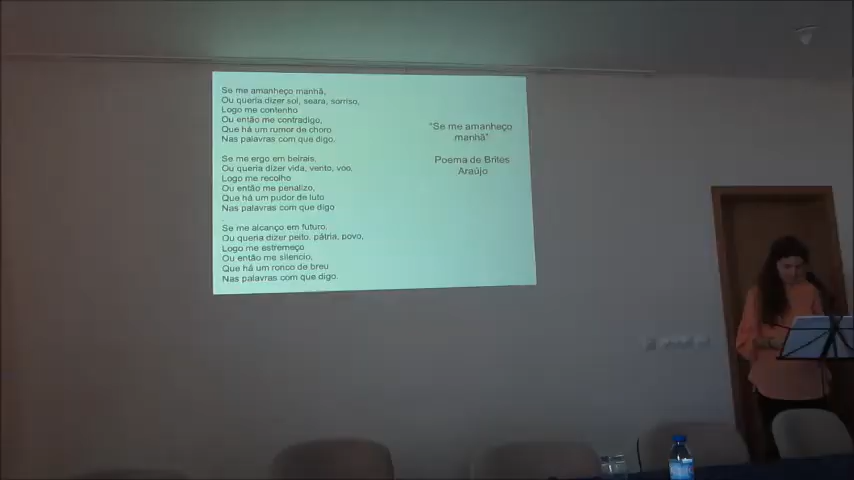 Se me amanheço manhã,
Ou queria dizer sol, seara, sorriso,
Logo me contenho
Ou então me contradigo,
Que há um rumor de choro
Nas palavras com que digo.
Se me ergo em beirais,
Ou queria dizer vida, vento, voo,
Logo me recolho
Ou então me penalizo,
Que há um pudor de luto
Nas palavras com que digo
Se me alcanço em futuro,
Ou queria dizer peito, pátria, povo,
Logo me estremeço
Ou então me silencio,
Que há um ronco de breu
Nas palavras com que digo.
"Se me amanheço
manhã"
Poema de Brites
Araújo